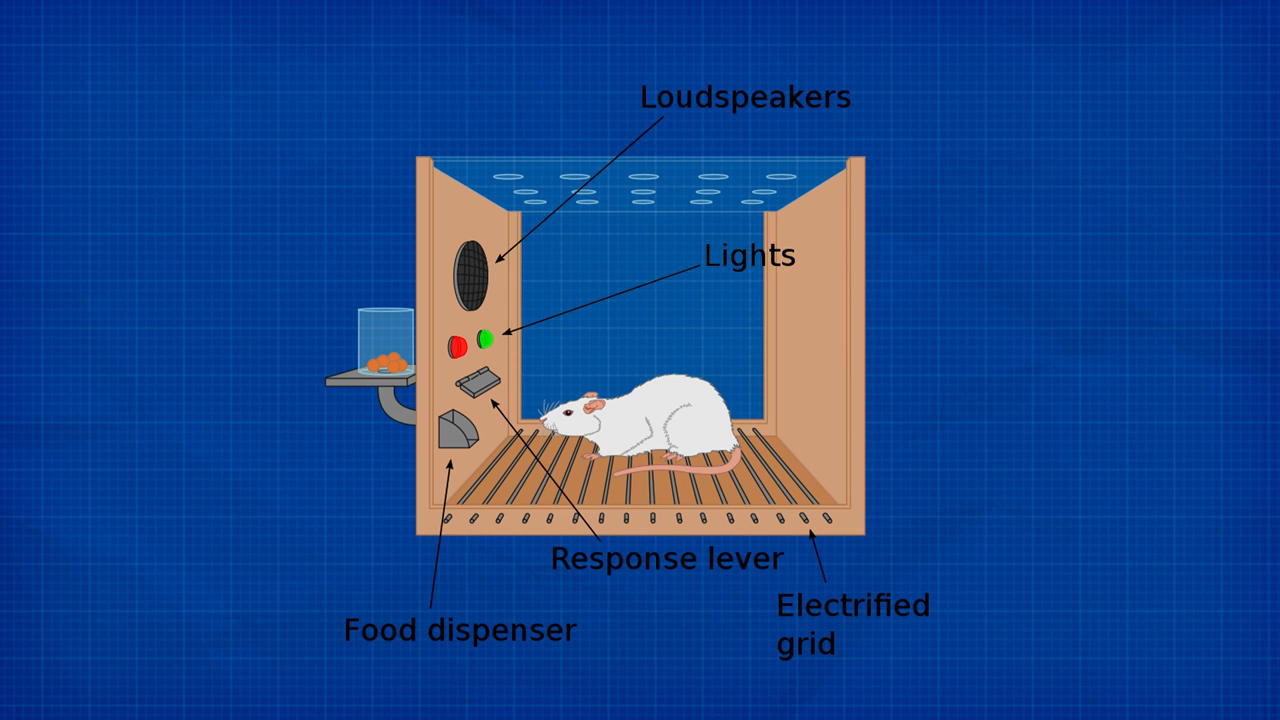 Loudspeakers
Lights
Response lever
Electrified
grid
Food dispenser